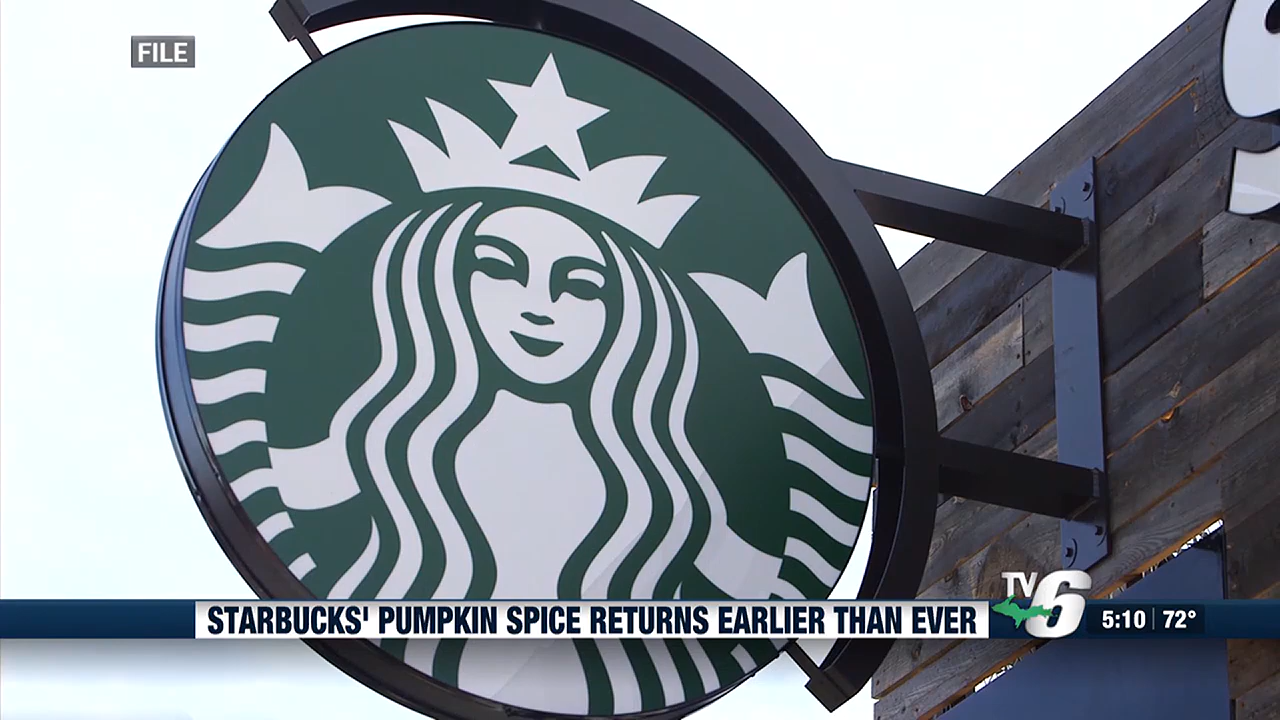 FILE
S
STARBUCKS' PUMPKIN SPICE RETURNS EARLIER THAN EVER
TV6
5:10 | 72°